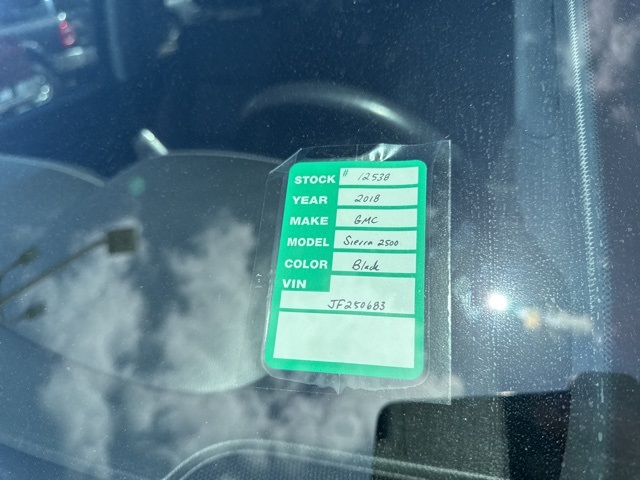 STOCK # 12538
YEAR 2018
MAKE GMC
MODEL Sierra 2500
COLOR Black
VIN
JF250683